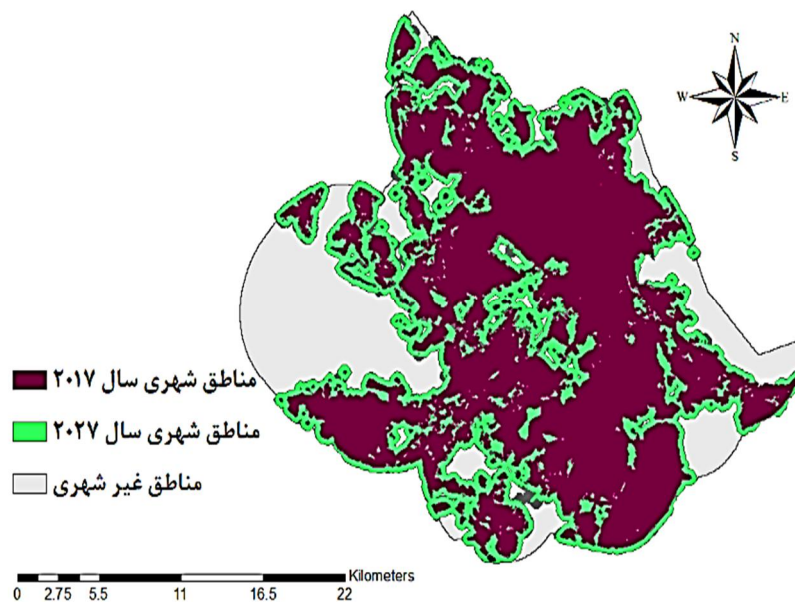 N
W E
S
مناطق شهری سال ۲۰۱۷
مناطق شهری سال ۲۰۲۷
مناطق غیر شهری
Kilometers
0 2.75 5.5 11 16.5 22